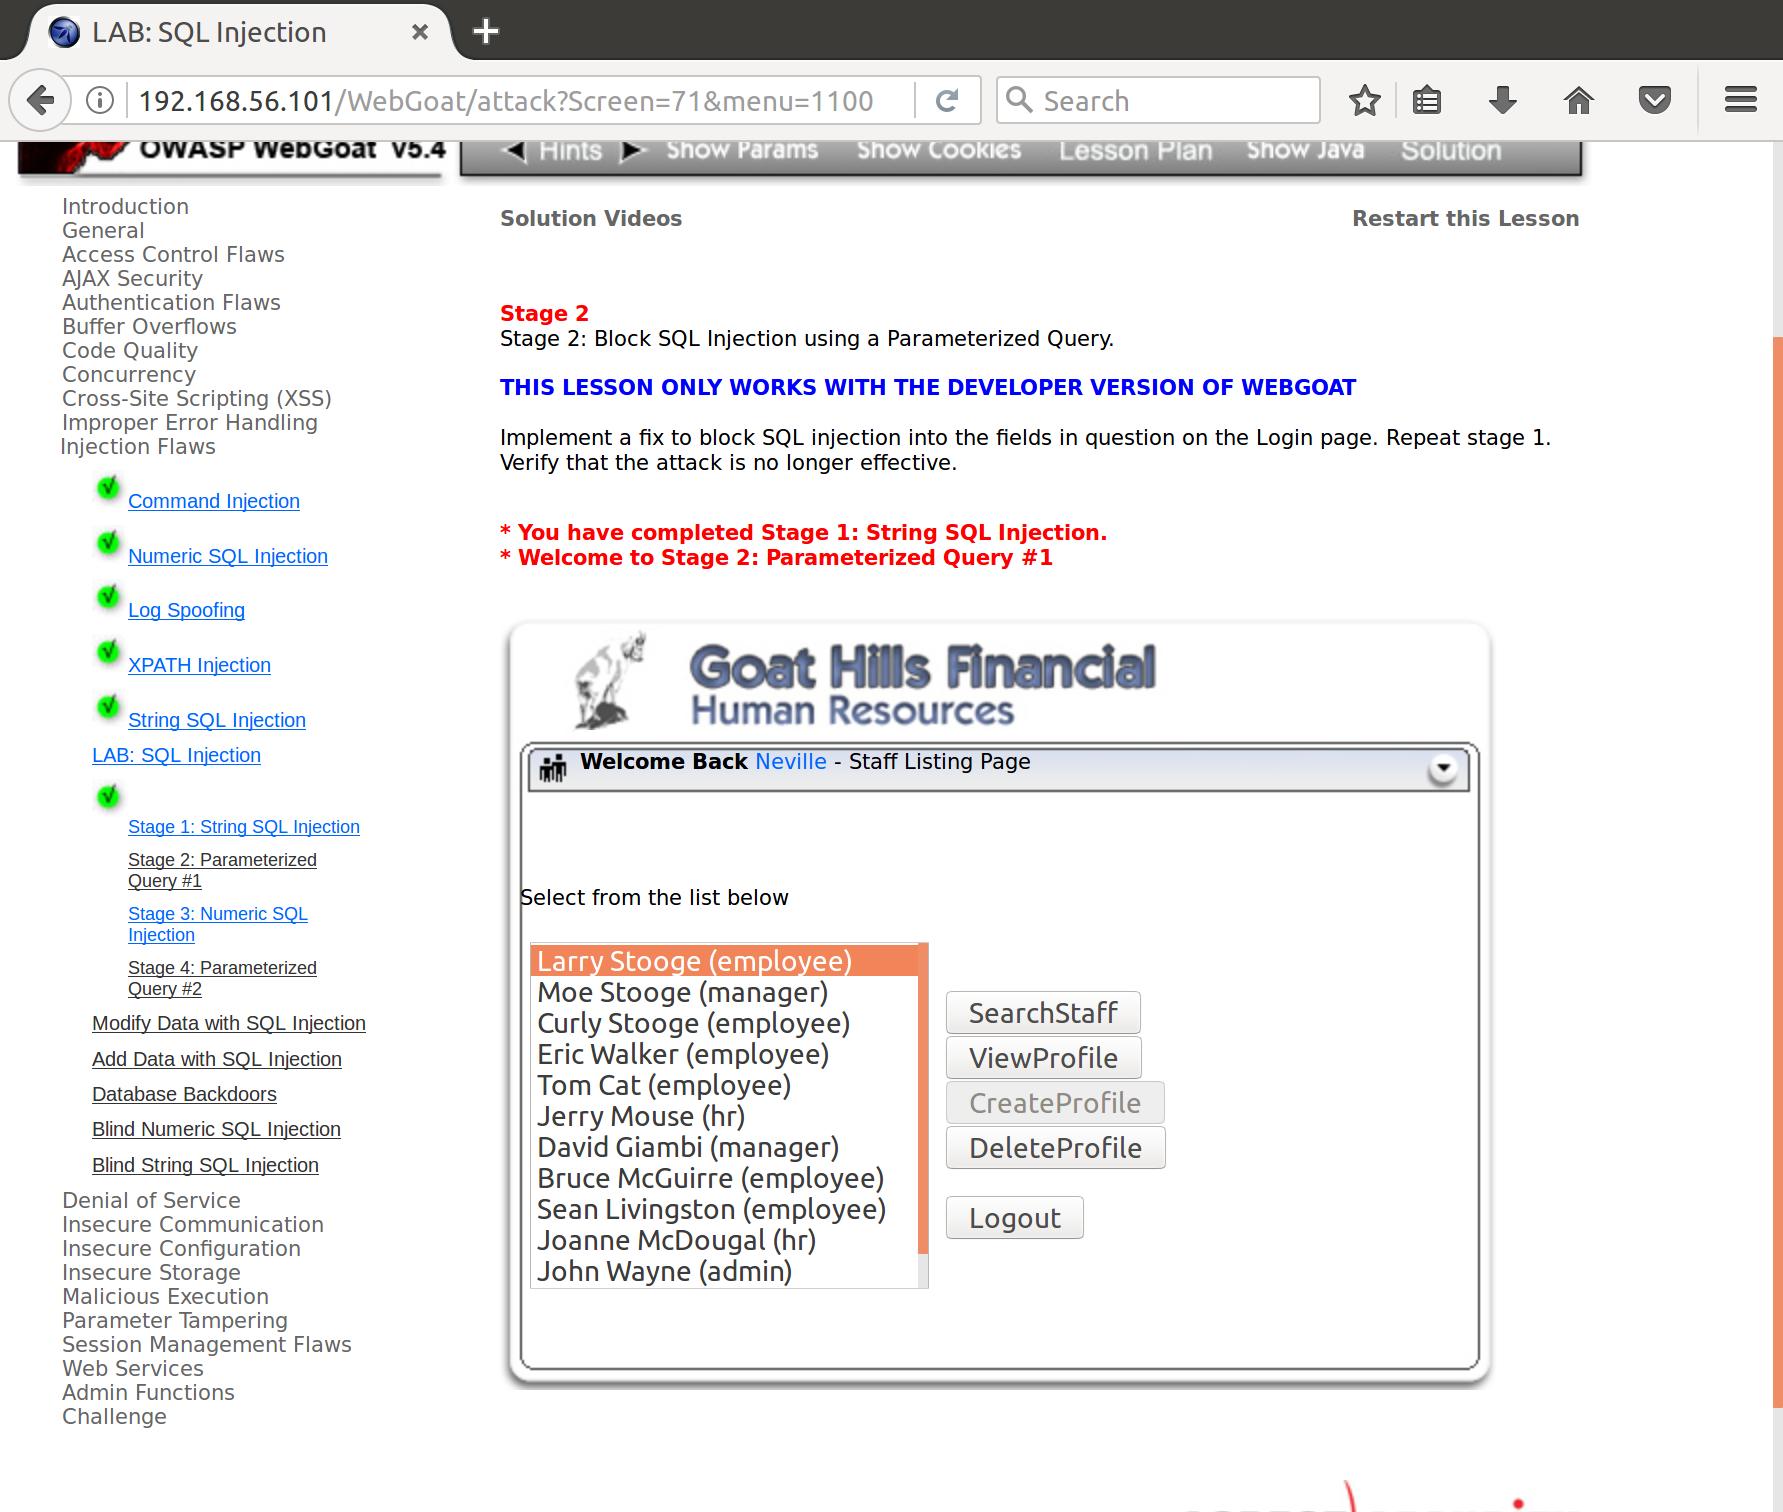 LAB: SQL Injection
192.168.56.101/WebGoat/attack?Screen=71&menu=1100
Search
OWASP WebGoat V5.4
Hints
Show Params
Show Cookies
Lesson Plan
Show Java
Solution
Introduction
General
Access Control Flaws
AJAX Security
Authentication Flaws
Buffer Overflows
Code Quality
Concurrency
Cross-Site Scripting (XSS)
Improper Error Handling
Injection Flaws
Command Injection
Numeric SQL Injection
Log Spoofing
XPATH Injection
String SQL Injection
LAB: SQL Injection
Stage 1: String SQL Injection
Stage 2: Parameterized
Query #1
Stage 3: Numeric SQL
Injection
Stage 4: Parameterized
Query #2
Modify Data with SQL Injection
Add Data with SQL Injection
Database Backdoors
Blind Numeric SQL Injection
Blind String SQL Injection
Denial of Service
Insecure Communication
Insecure Configuration
Insecure Storage
Malicious Execution
Parameter Tampering
Session Management Flaws
Web Services
Admin Functions
Challenge
Solution Videos
Restart this Lesson
Stage 2
Stage 2: Block SQL Injection using a Parameterized Query.
THIS LESSON ONLY WORKS WITH THE DEVELOPER VERSION OF WEBGOAT
Implement a fix to block SQL injection into the fields in question on the Login page. Repeat stage 1.
Verify that the attack is no longer effective.
* You have completed Stage 1: String SQL Injection.
* Welcome to Stage 2: Parameterized Query #1
Goat Hills Financial
Human Resources
Welcome Back Neville - Staff Listing Page
Select from the list below
Larry Stooge (employee)
Moe Stooge (manager)
Curly Stooge (employee)
Eric Walker (employee)
Tom Cat (employee)
Jerry Mouse (hr)
David Giambi (manager)
Bruce McGuirre (employee)
Sean Livingston (employee)
Joanne McDougal (hr)
John Wayne (admin)
SearchStaff
ViewProfile
CreateProfile
DeleteProfile
Logout